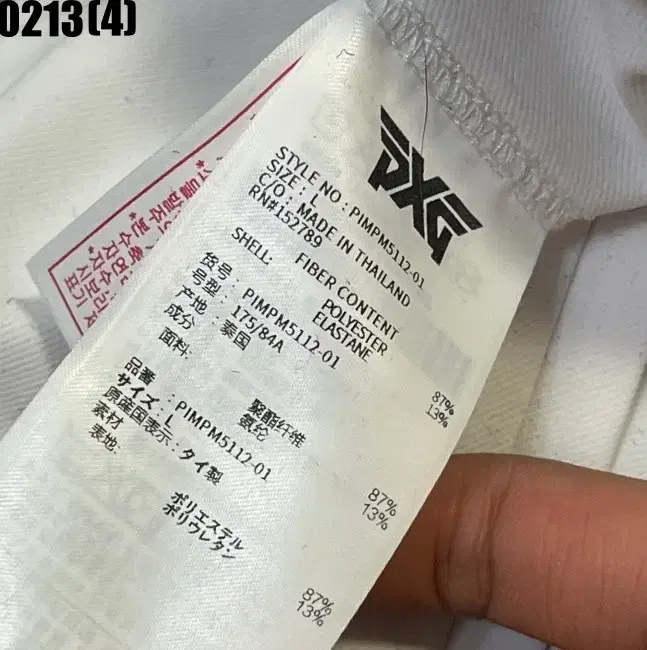 0213(4)
PXG
STYLE NO : PIMPM5112-01
SIZE : L
C/O : MADE IN THAILAND
RN#152789
FIBER CONTENT
SHELL: POLYESTER 87%
ELASTANE 13%
货号 : PIMPM5112-01
号型 : 175/84A
产地 : 泰国
成分
面料: 聚酯纤维 87%
氨纶 13%
品番 : PIMPM5112-01
サイズ : L
原産国表示 : タイ製
素材
表地. ポリエステル 87%
ポリウレタン 13%